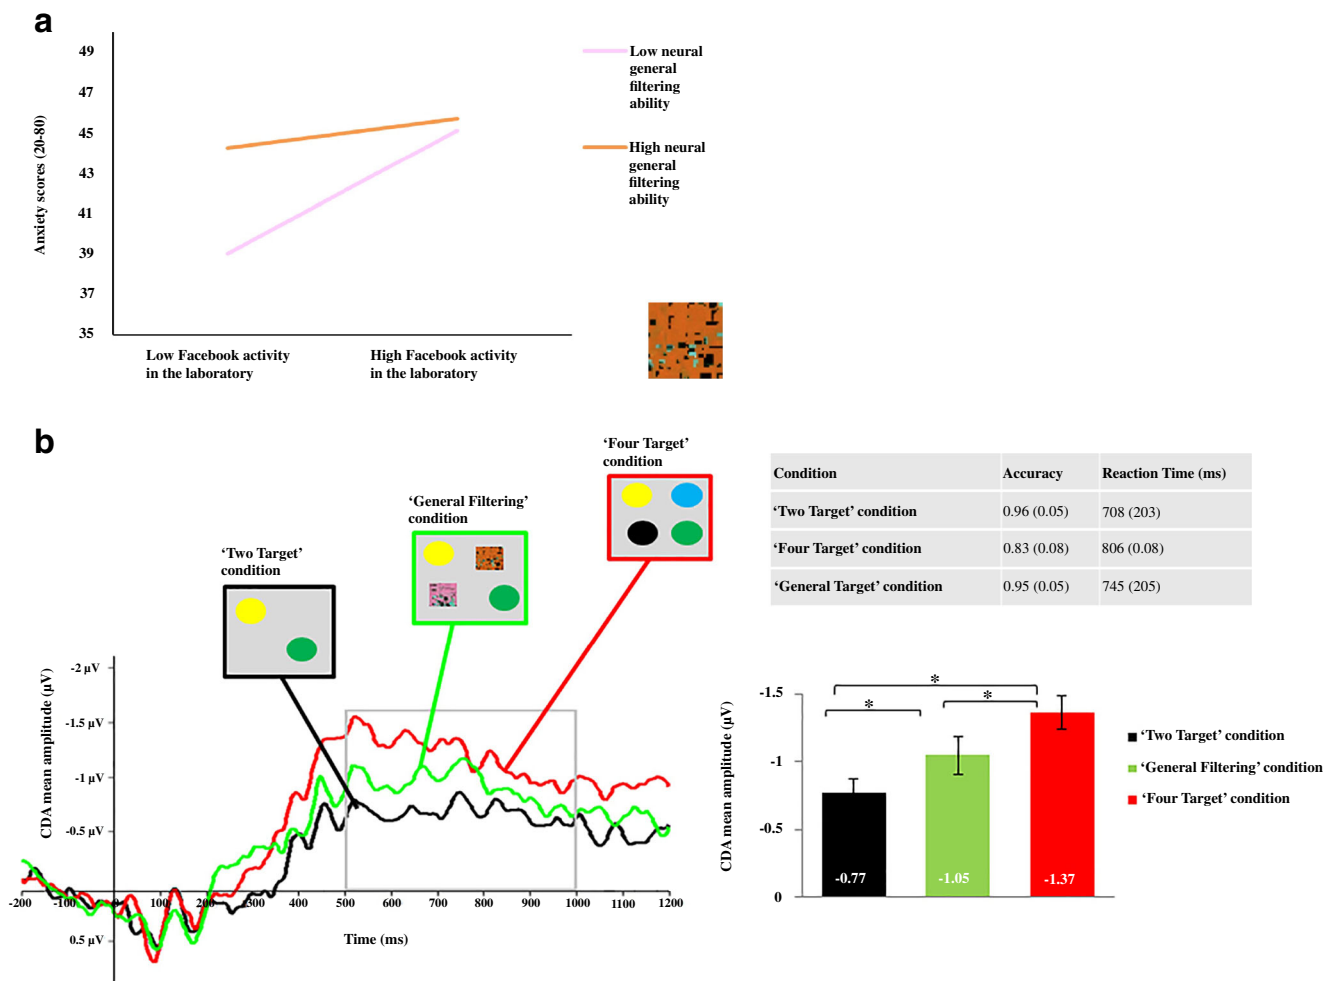 a
49
47
45
43
41
39
37
35
Anxiety scores (20-80)
Low Facebook activity
in the laboratory
High Facebook activity
in the laboratory
Low neural
general
filtering
ability
High neural
general
filtering
ability
b
‘Two Target’
condition
‘General Filtering’
condition
‘Four Target’
condition
CDA mean amplitude (µV)
-2 µV
-1.5 µV
-1 µV
-0.5 µV
0.5 µV
-200
-100
0
100
200
300
400
500
600
700
800
900
1000
1100
1200
Time (ms)
Condition Accuracy Reaction Time (ms)
‘Two Target’ condition 0.96 (0.05) 708 (203)
‘Four Target’ condition 0.83 (0.08) 806 (0.08)
‘General Target’ condition 0.95 (0.05) 745 (205)
CDA mean amplitude (µV)
-1.5
-1
-0.5
0
*
*
*
-0.77
-1.05
-1.37
‘Two Target’ condition
‘General Filtering’ condition
‘Four Target’ condition